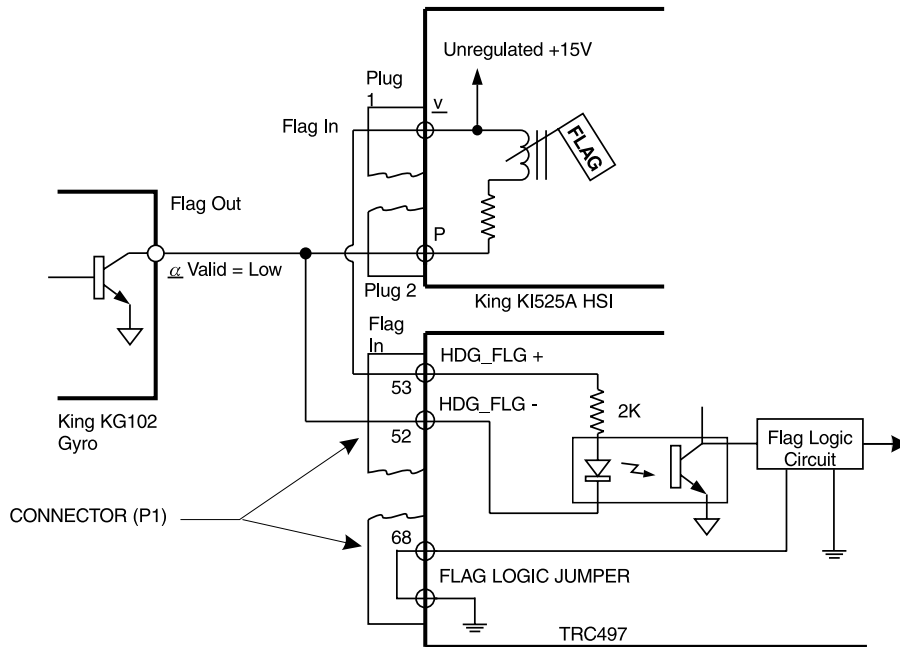 Unregulated +15V
Plug
1
v
Flag In
FLAG
Flag Out
P
α Valid = Low
Plug 2
King KI525A HSI
Flag
In
HDG_FLG +
53
King KG102
Gyro
HDG_FLG -
52
2K
Flag Logic
Circuit
CONNECTOR (P1)
68
FLAG LOGIC JUMPER
TRC497